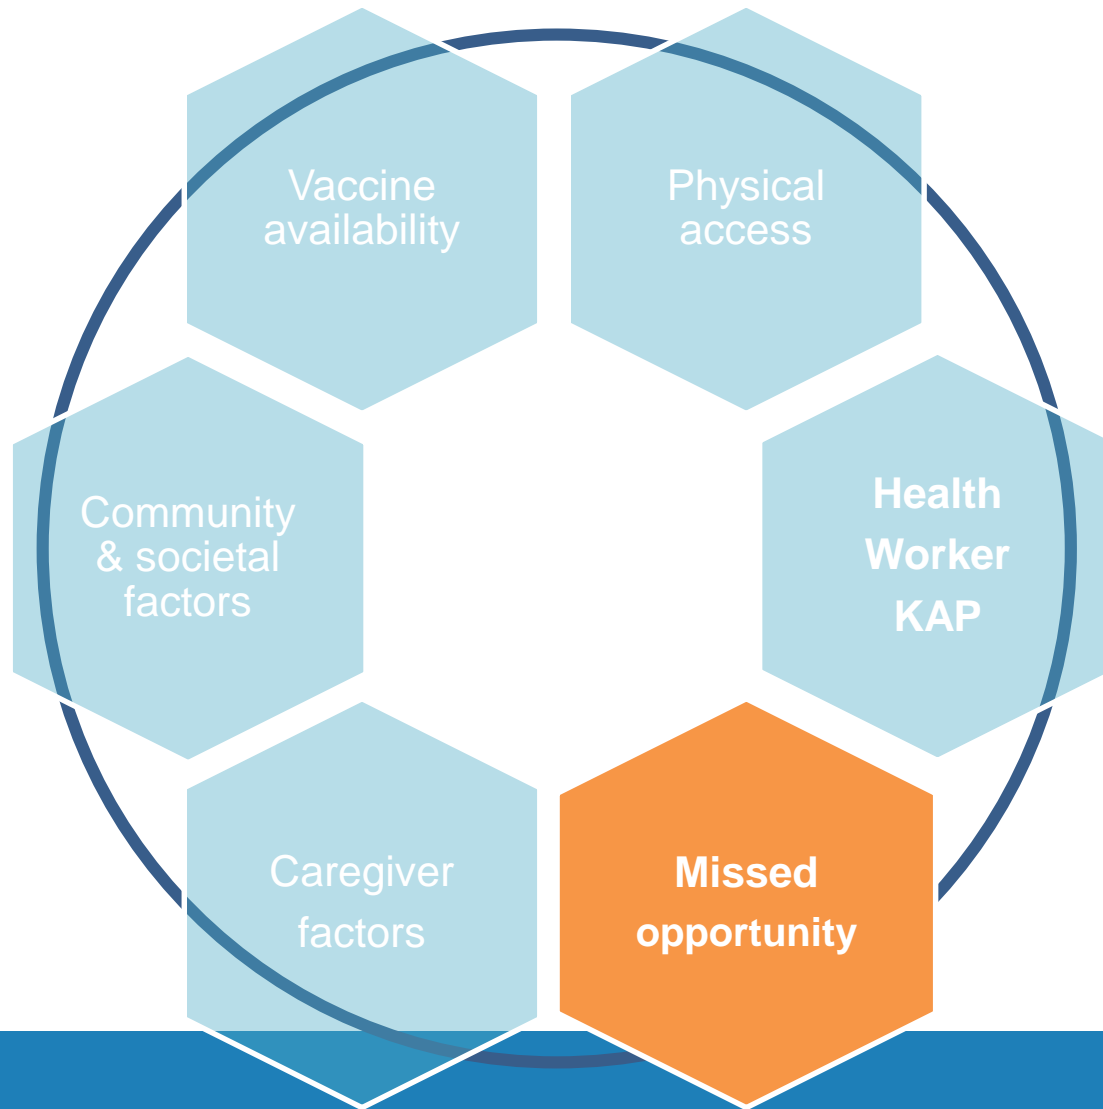 Vaccine
availability
Physical
access
Community
& societal
factors
Health
Worker
KAP
Caregiver
factors
Missed
opportunity